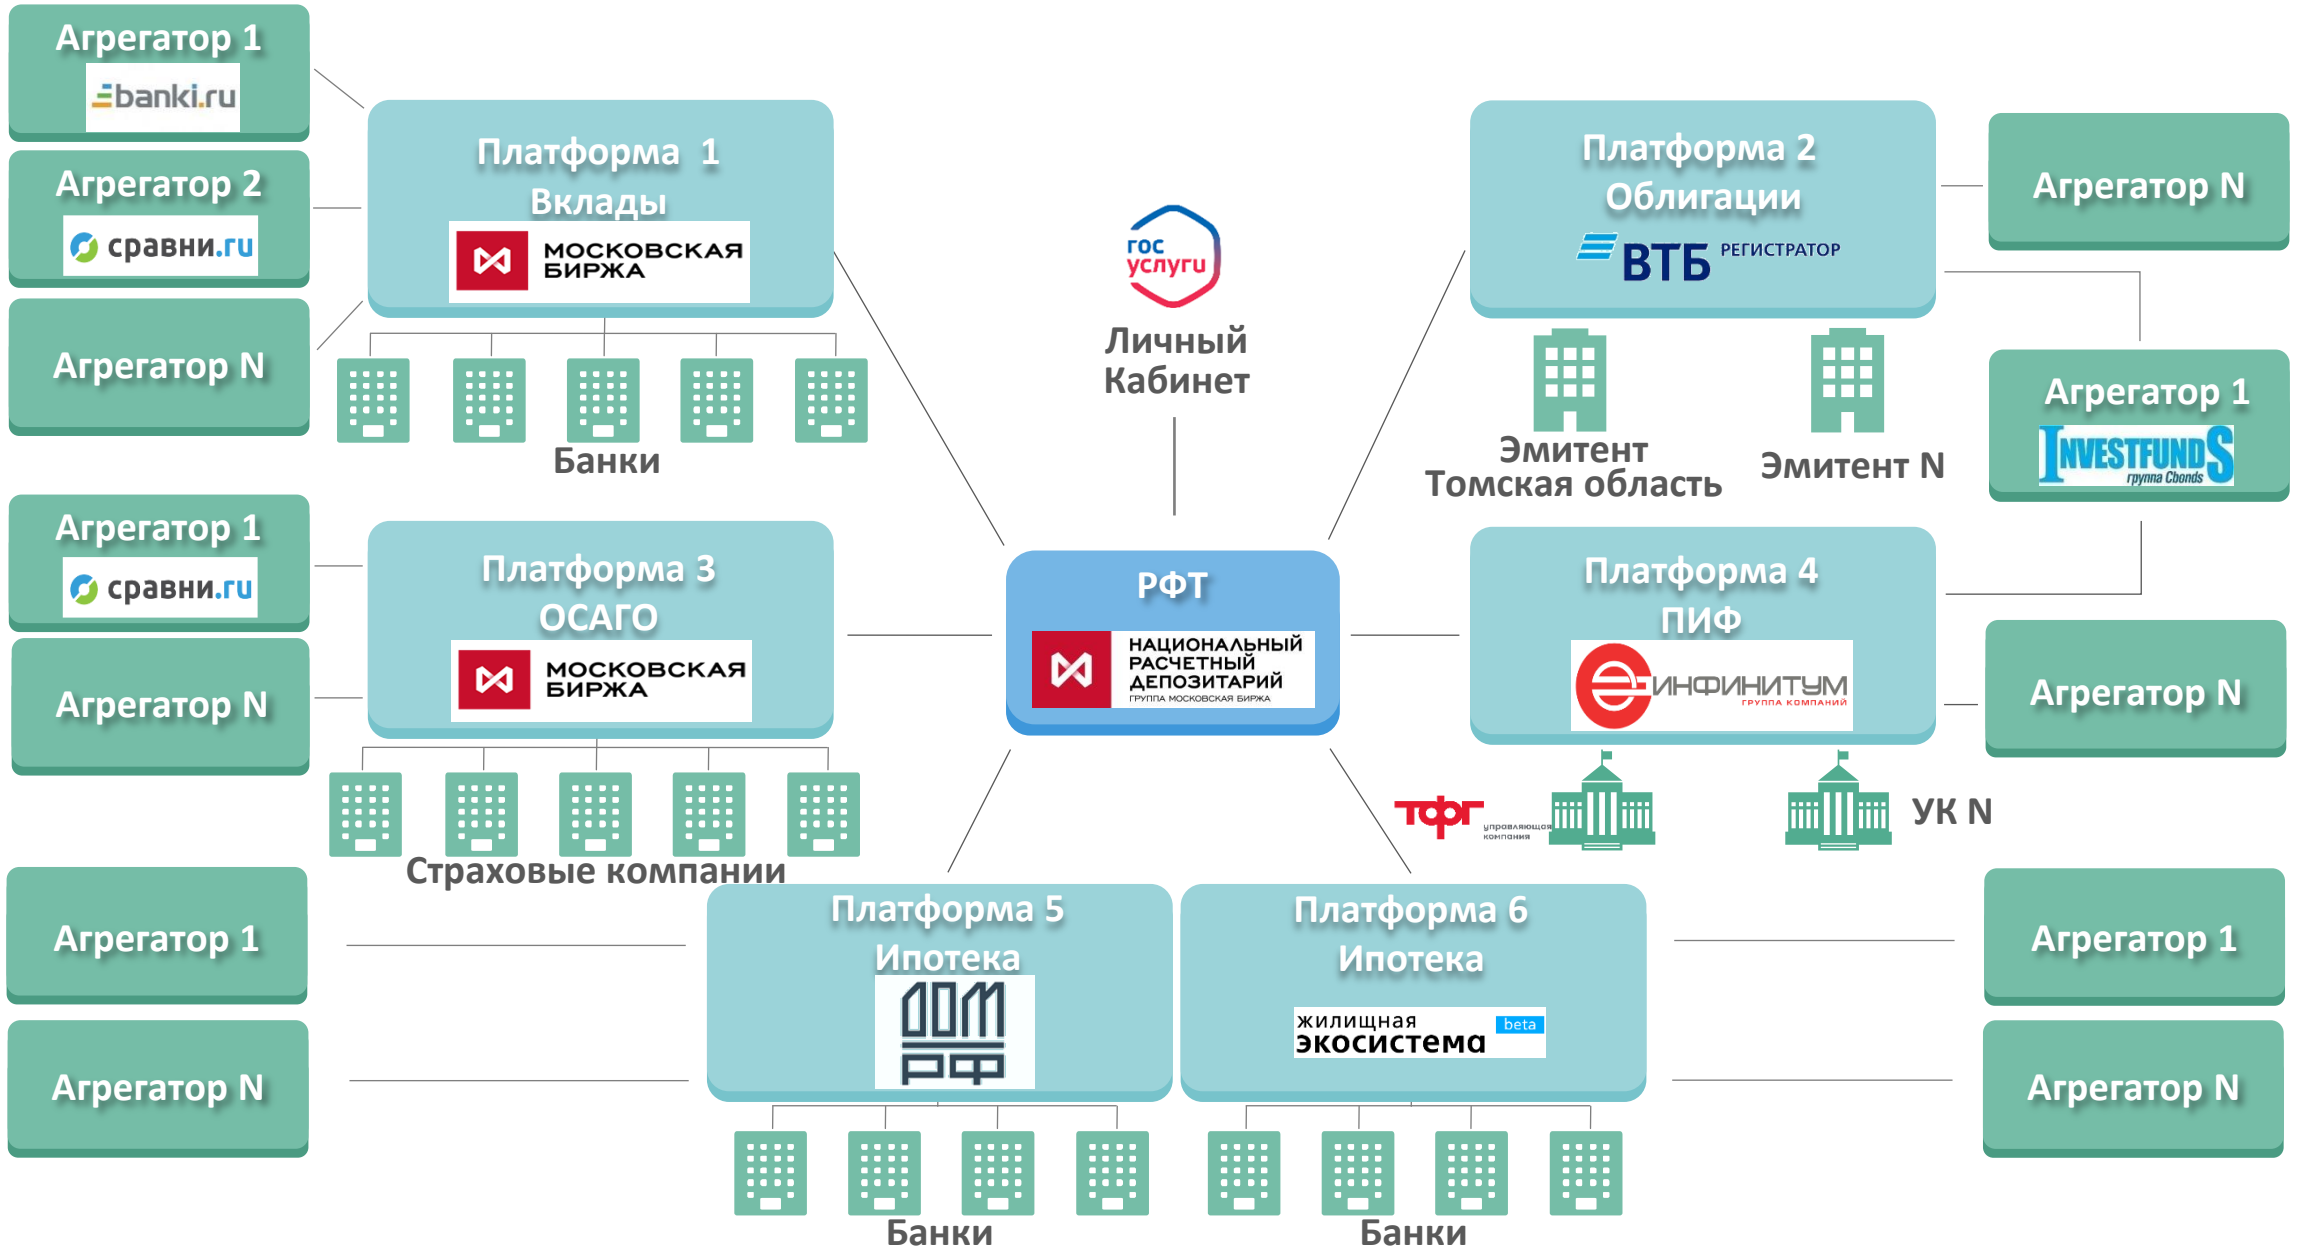 Агрегатор 1
banki.ru
Агрегатор 2
сравни.ru
Агрегатор N
Платформа 1
Вклады
МОСКОВСКАЯ
БИРЖА
Банки
гос
услуги
Личный
Кабинет
Платформа 2
Облигации
ВТБ РЕГИСТРАТОР
Эмитент
Томская область
Эмитент N
Агрегатор N
Агрегатор 1
INVESTFUNDS
группа Cbonds
Агрегатор 1
сравни.ru
Агрегатор N
Платформа 3
ОСАГО
МОСКОВСКАЯ
БИРЖА
Страховые компании
РФТ
НАЦИОНАЛЬНЫЙ
РАСЧЕТНЫЙ
ДЕПОЗИТАРИЙ
ГРУППА МОСКОВСКАЯ БИРЖА
Платформа 4
ПИФ
ИНФИНИТУМ
ГРУППА КОМПАНИЙ
тфг
управляющая
компания
УК N
Агрегатор N
Агрегатор 1
Агрегатор N
Платформа 5
Ипотека
ДОМ
РФ
Банки
Платформа 6
Ипотека
жилищная
экосистема beta
Банки
Агрегатор 1
Агрегатор N